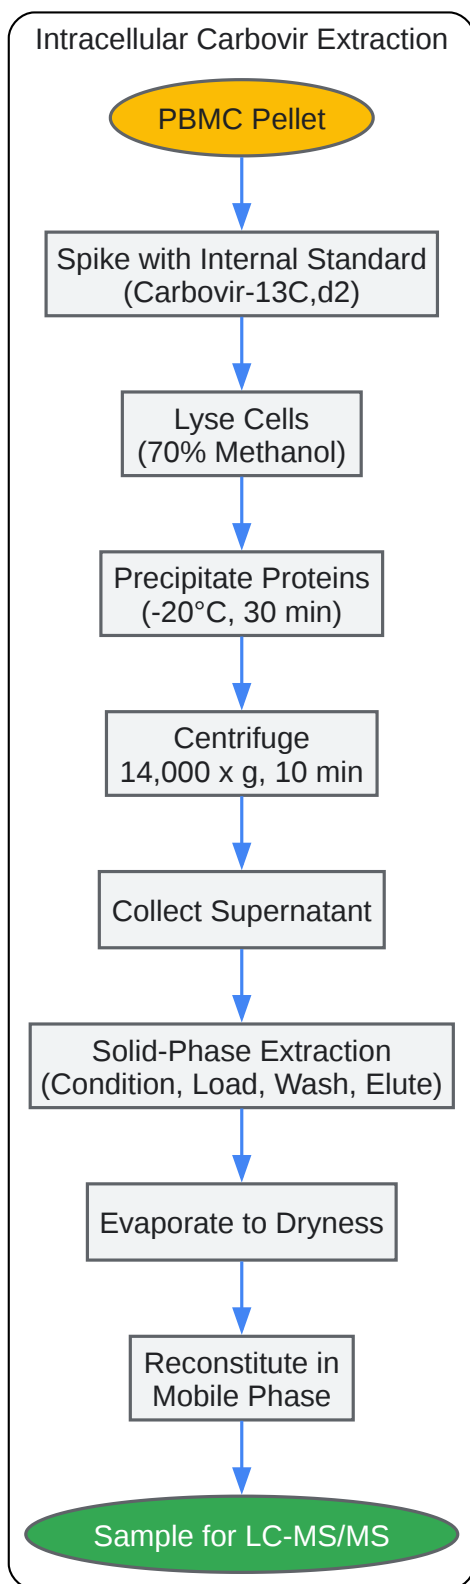 Intracellular Carbovir Extraction
PBMC Pellet
Spike with Internal Standard
(Carbovir-13C,d2)
Lyse Cells
(70% Methanol)
Precipitate Proteins
(-20°C, 30 min)
Centrifuge
14,000 x g, 10 min
Collect Supernatant
Solid-Phase Extraction
(Condition, Load, Wash, Elute)
Evaporate to Dryness
Reconstitute in
Mobile Phase
Sample for LC-MS/MS